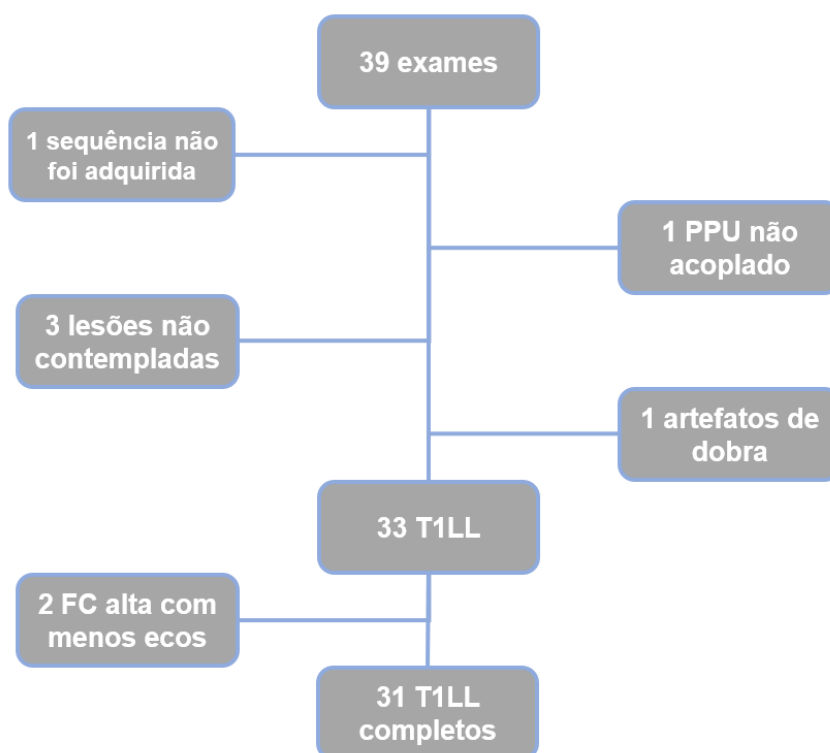 39 exames
1 sequência não
foi adquirida
1 PPU não
acoplado
3 lesões não
contempladas
1 artefatos de
dobra
33 T1LL
2 FC alta com
menos ecos
31 T1LL
completos